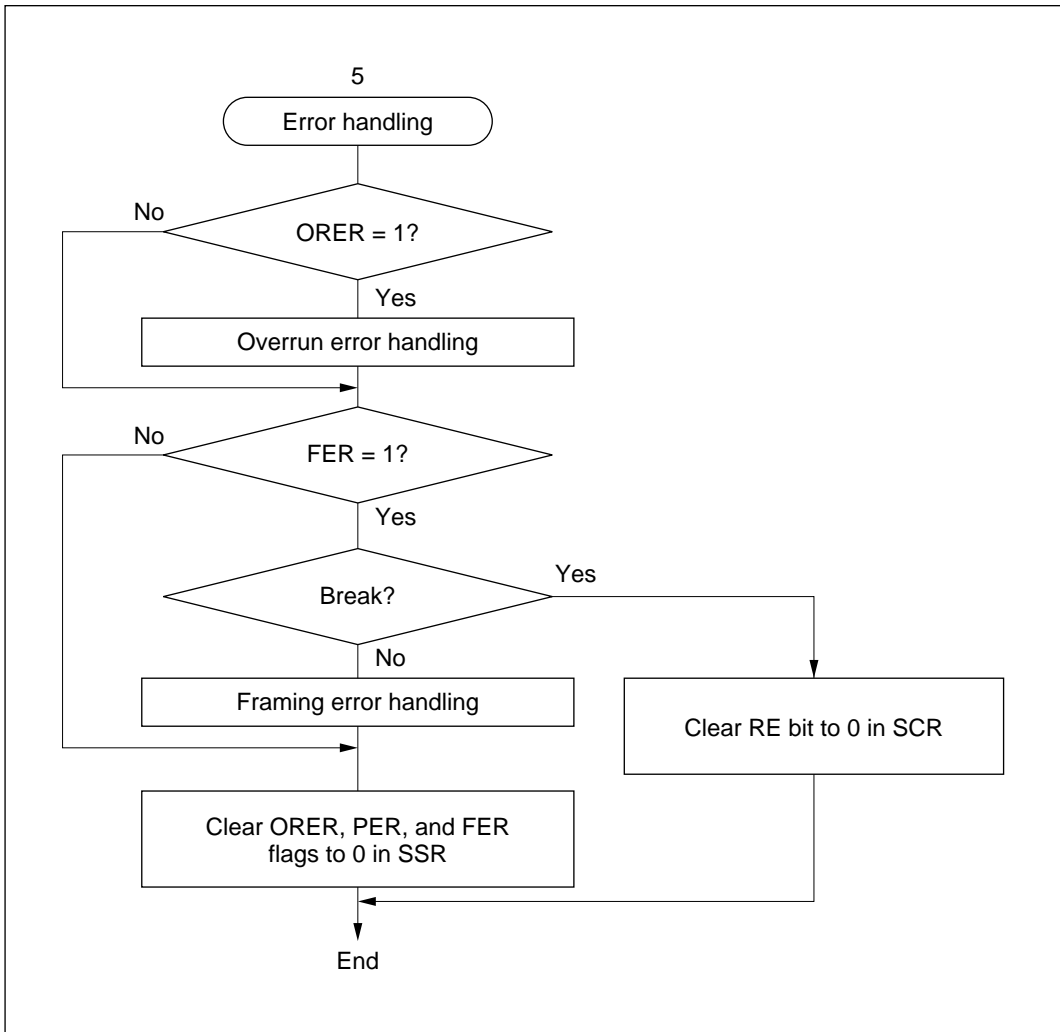 5
Error handling
No
ORER = 1?
Yes
Overrun error handling
No
FER = 1?
Yes
Break?
Yes
No
Framing error handling
Clear RE bit to 0 in SCR
Clear ORER, PER, and FER
flags to 0 in SSR
End